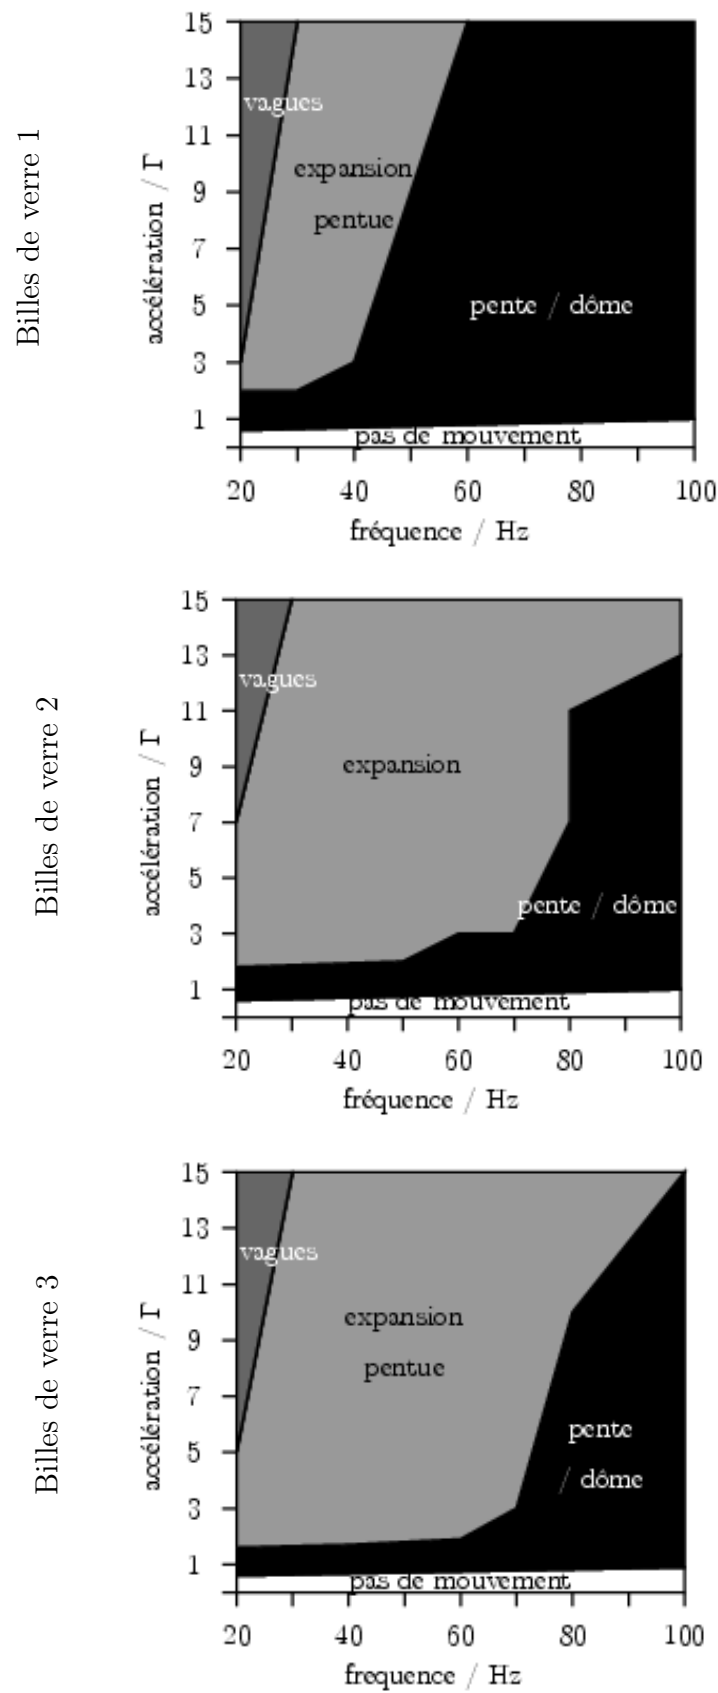 Billes de verre 1
accélération / Γ
15
13
11
9
7
5
3
1
vagues
expansion
pentue
pente / dôme
pas de mouvement
20 40 60 80 100
fréquence / Hz
Billes de verre 2
accélération / Γ
15
13
11
9
7
5
3
1
vagues
expansion
pente / dôme
pas de mouvement
20 40 60 80 100
fréquence / Hz
Billes de verre 3
accélération / Γ
15
13
11
9
7
5
3
1
vagues
expansion
pentue
pente
/ dôme
pas de mouvement
20 40 60 80 100
frequence / Hz